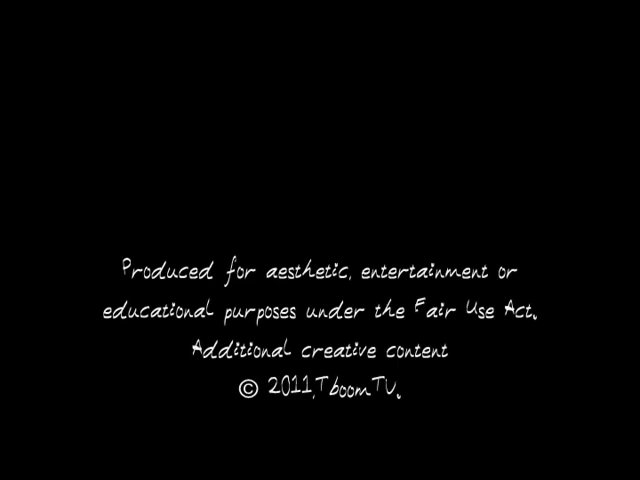 Produced for aesthetic, entertainment or
educational purposes under the Fair Use Act.
Additional creative content
© 2011,TboomTV.